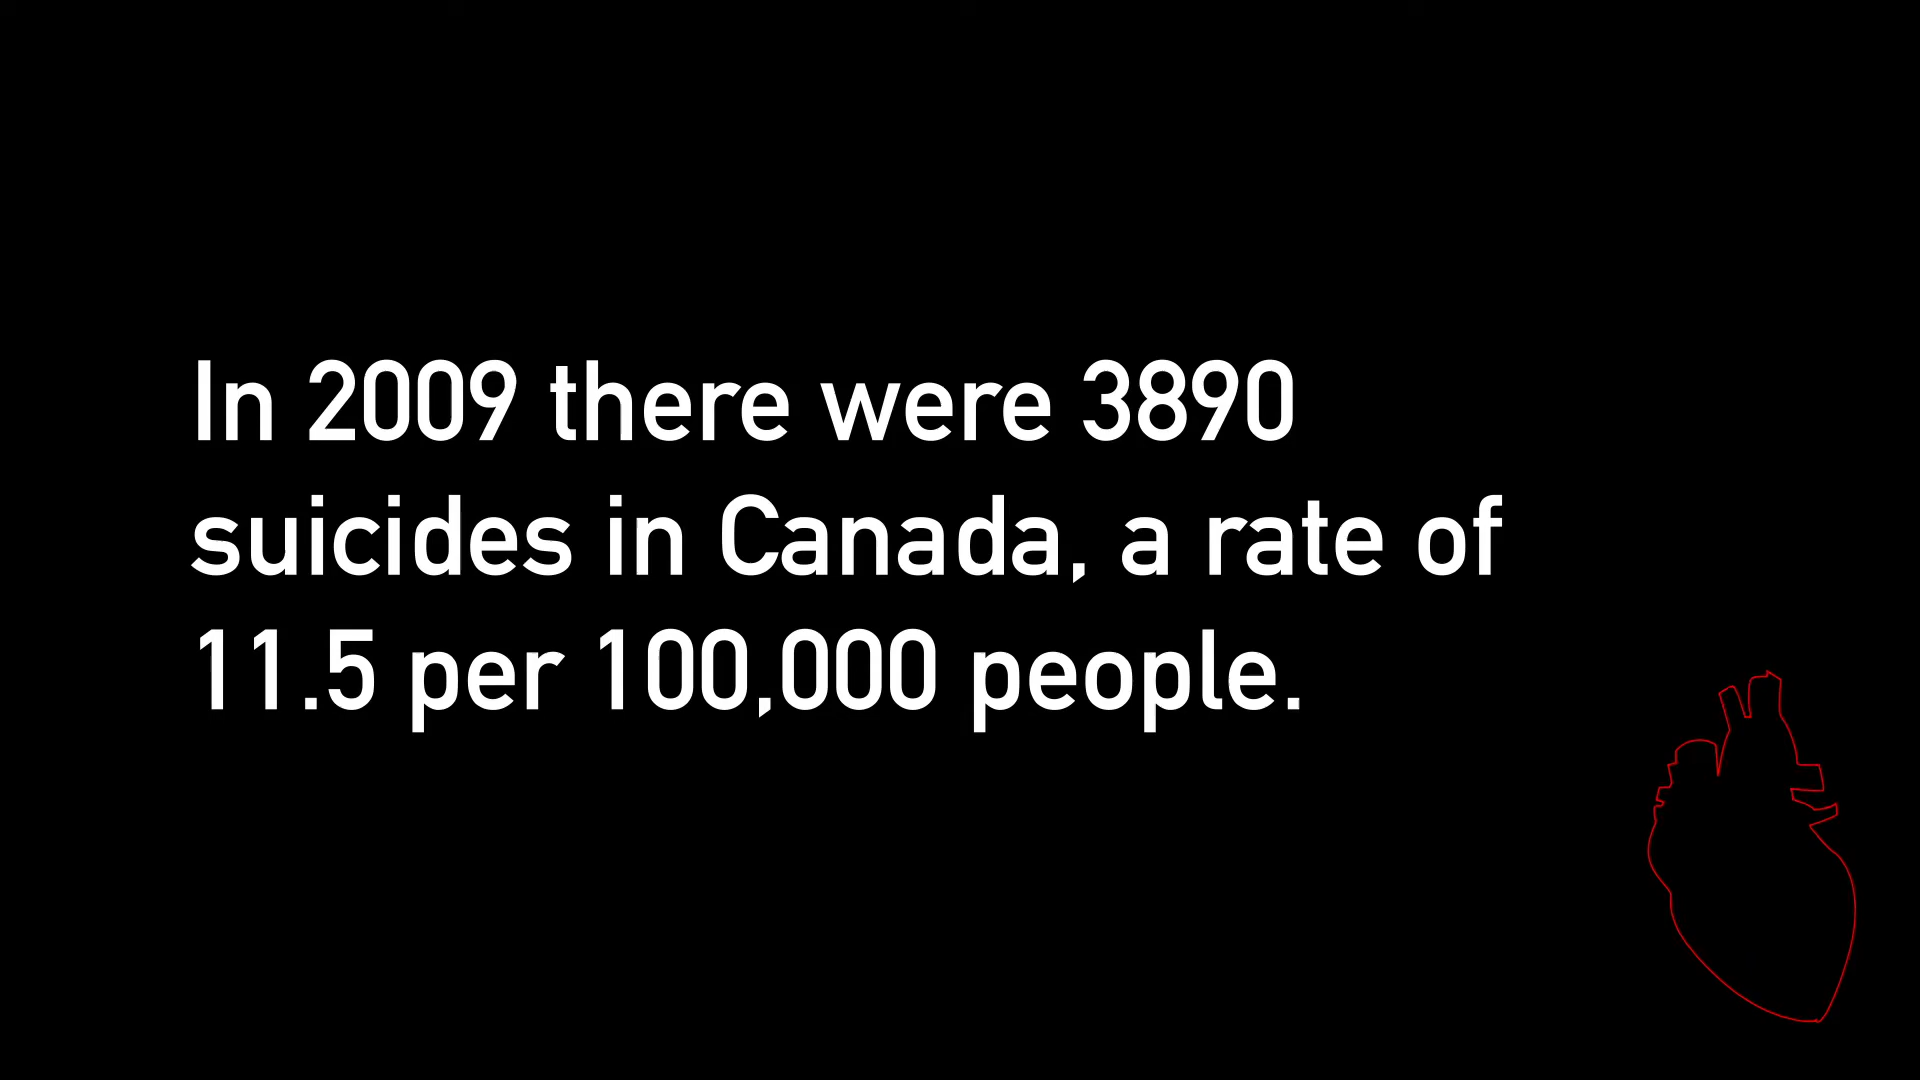 In 2009 there were 3890
suicides in Canada, a rate of
11.5 per 100,000 people.